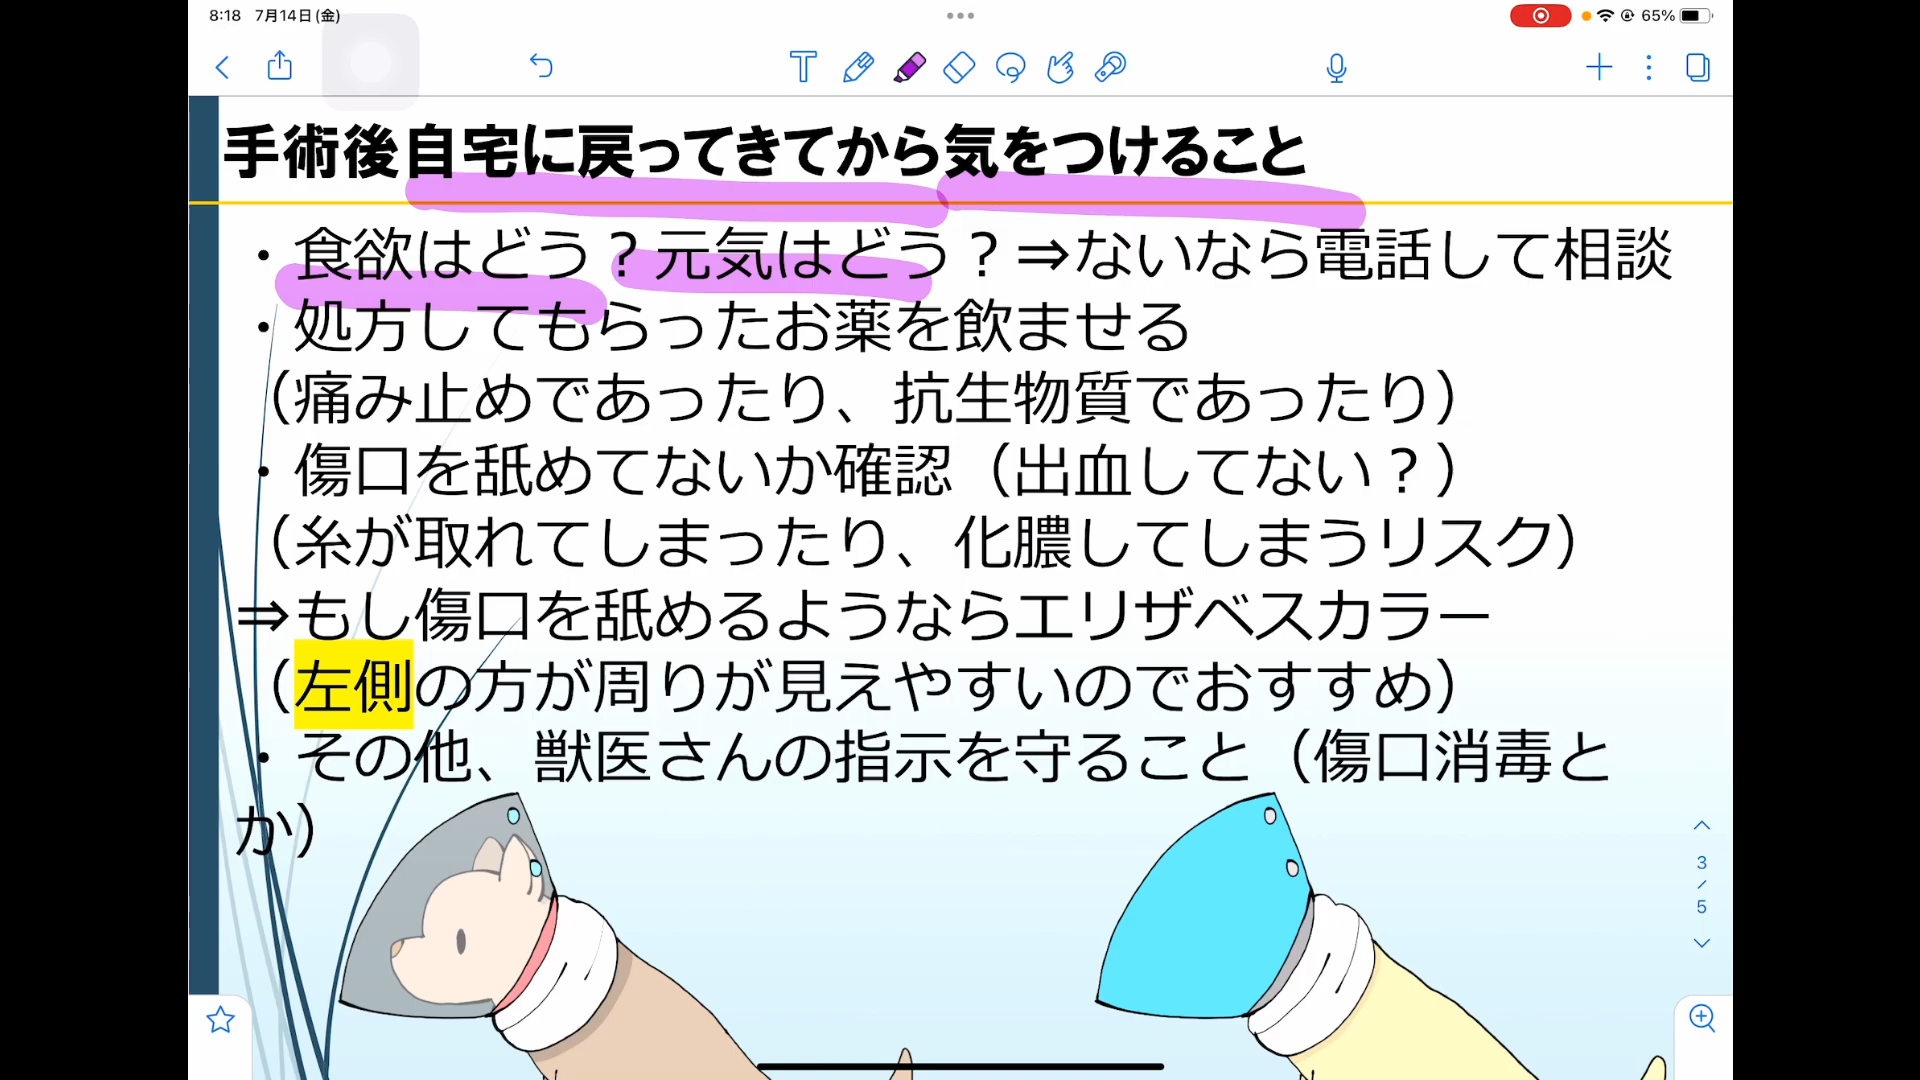 8:18 7月14日(金)
65%
手術後自宅に戻ってきてから気をつけること
・食欲はどう？元気はどう？⇒ないなら電話して相談
・処方してもらったお薬を飲ませる
（痛み止めであったり、抗生物質であったり）
・傷口を舐めてないか確認（出血してない？）
（糸が取れてしまったり、化膿してしまうリスク）
⇒もし傷口を舐めるようならエリザベスカラー
（左側の方が周りが見えやすいのでおすすめ）
・その他、獣医さんの指示を守ること（傷口消毒と
か）
3
/
5